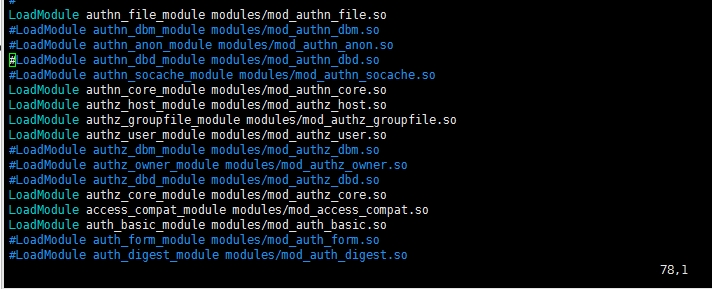 #
LoadModule authn_file_module modules/mod_authn_file.so
#LoadModule authn_dbm_module modules/mod_authn_dbm.so
#LoadModule authn_anon_module modules/mod_authn_anon.so
#LoadModule authn_dbd_module modules/mod_authn_dbd.so
#LoadModule authn_socache_module modules/mod_authn_socache.so
LoadModule authn_core_module modules/mod_authn_core.so
LoadModule authz_host_module modules/mod_authz_host.so
LoadModule authz_groupfile_module modules/mod_authz_groupfile.so
LoadModule authz_user_module modules/mod_authz_user.so
#LoadModule authz_dbm_module modules/mod_authz_dbm.so
#LoadModule authz_owner_module modules/mod_authz_owner.so
#LoadModule authz_dbd_module modules/mod_authz_dbd.so
LoadModule authz_core_module modules/mod_authz_core.so
LoadModule access_compat_module modules/mod_access_compat.so
LoadModule auth_basic_module modules/mod_auth_basic.so
#LoadModule auth_form_module modules/mod_auth_form.so
#LoadModule auth_digest_module modules/mod_auth_digest.so
78,1